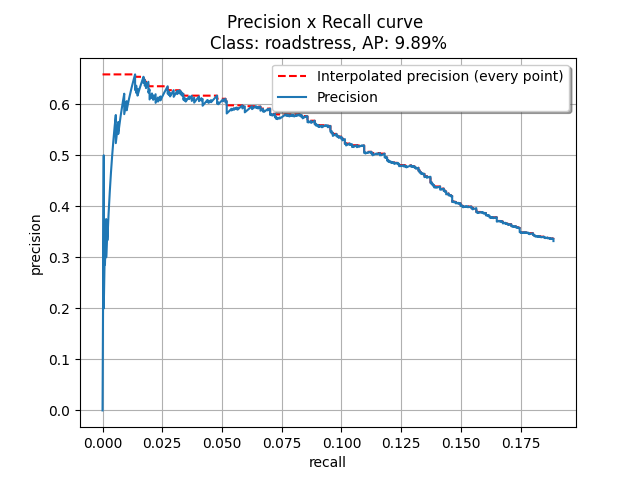 Precision x Recall curve
Class: roadstress, AP: 9.89%
Interpolated precision (every point)
Precision
precision
0.6
0.5
0.4
0.3
0.2
0.1
0.0
0.000 0.025 0.050 0.075 0.100 0.125 0.150 0.175
recall